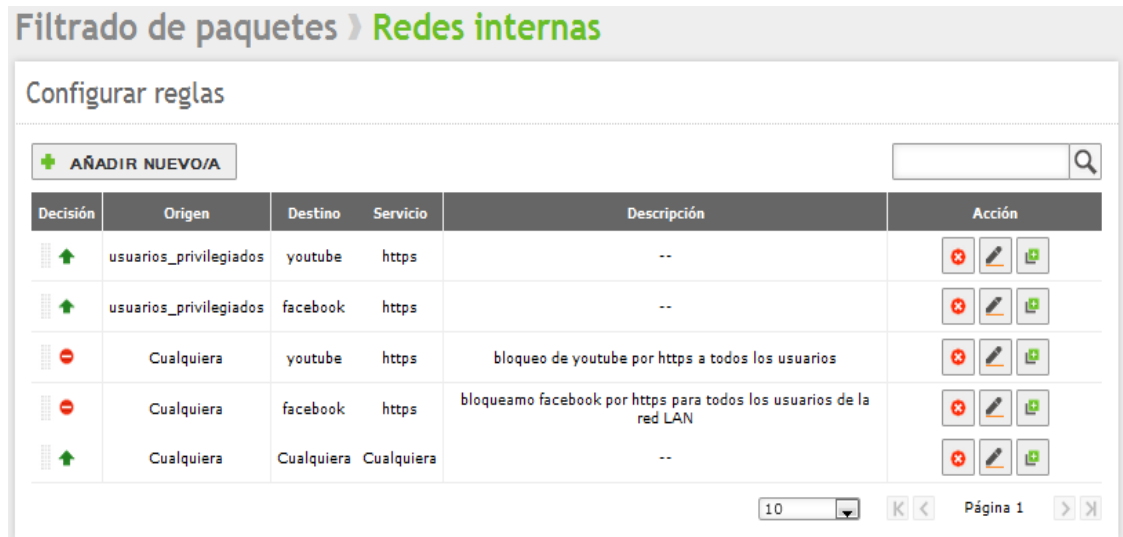 Filtrado de paquetes › Redes internas
Configurar reglas
AÑADIR NUEVO/A
Decisión Origen Destino Servicio Descripción Acción
usuarios_privilegiados youtube https --
usuarios_privilegiados facebook https --
Cualquiera youtube https bloqueo de youtube por https a todos los usuarios
Cualquiera facebook https bloqueamo facebook por https para todos los usuarios de la
red LAN
Cualquiera Cualquiera Cualquiera --
10 Página 1